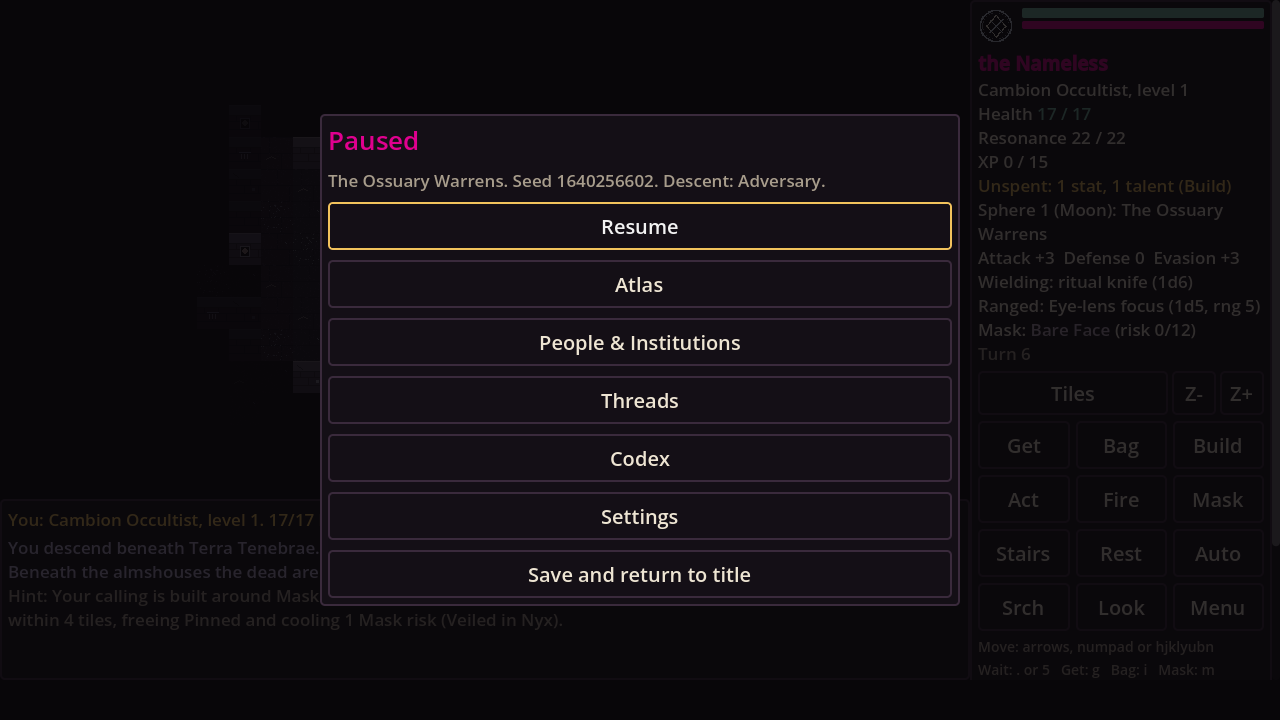 Paused
The Ossuary Warrens. Seed 1640256602. Descent: Adversary.
Resume
Atlas
People & Institutions
Threads
Codex
Settings
Save and return to title
the Nameless
Cambion Occultist, level 1
Health 17 / 17
Resonance 22 / 22
XP 0 / 15
Unspent: 1 stat, 1 talent (Build)
Sphere 1 (Moon): The Ossuary
Warrens
Attack +3 Defense 0 Evasion +3
Wielding: ritual knife (1d6)
Ranged: Eye-lens focus (1d5, rng 5)
Mask: Bare Face (risk 0/12)
Turn 6
Tiles Z- Z+
Get Bag Build
Act Fire Mask
Stairs Rest Auto
Srch Look Menu
Move: arrows, numpad or hjklyubn
Wait: . or 5 Get: g Bag: i Mask: m
You: Cambion Occultist, level 1. 17/17
You descend beneath Terra Tenebrae.
Beneath the almshouses the dead are
Hint: Your calling is built around Mask
within 4 tiles, freeing Pinned and cooling 1 Mask risk (Veiled in Nyx).